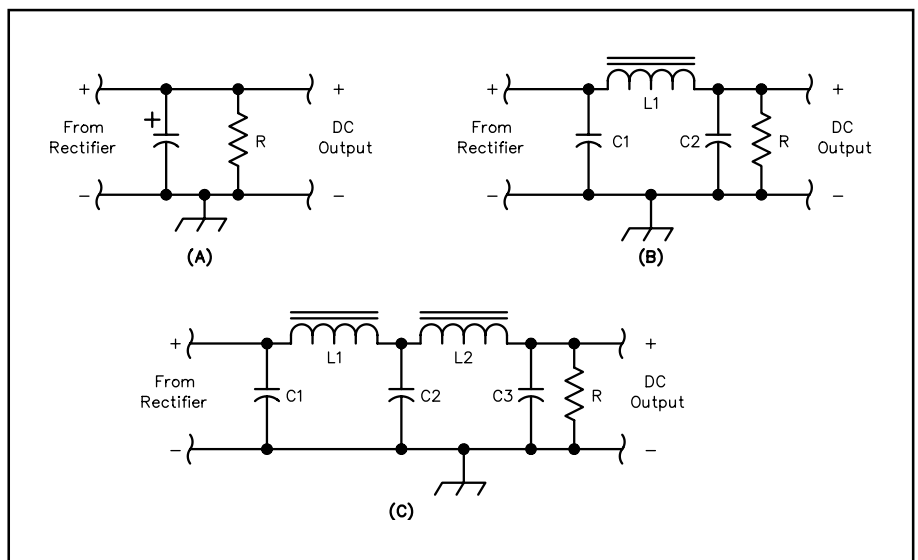 +
+
+
From
Rectifier
R
DC
Output
–
–
(A)
+
L1
+
From
Rectifier
C1
C2
R
DC
Output
–
–
(B)
+
L1
L2
+
From
Rectifier
C1
C2
C3
R
DC
Output
–
–
(C)